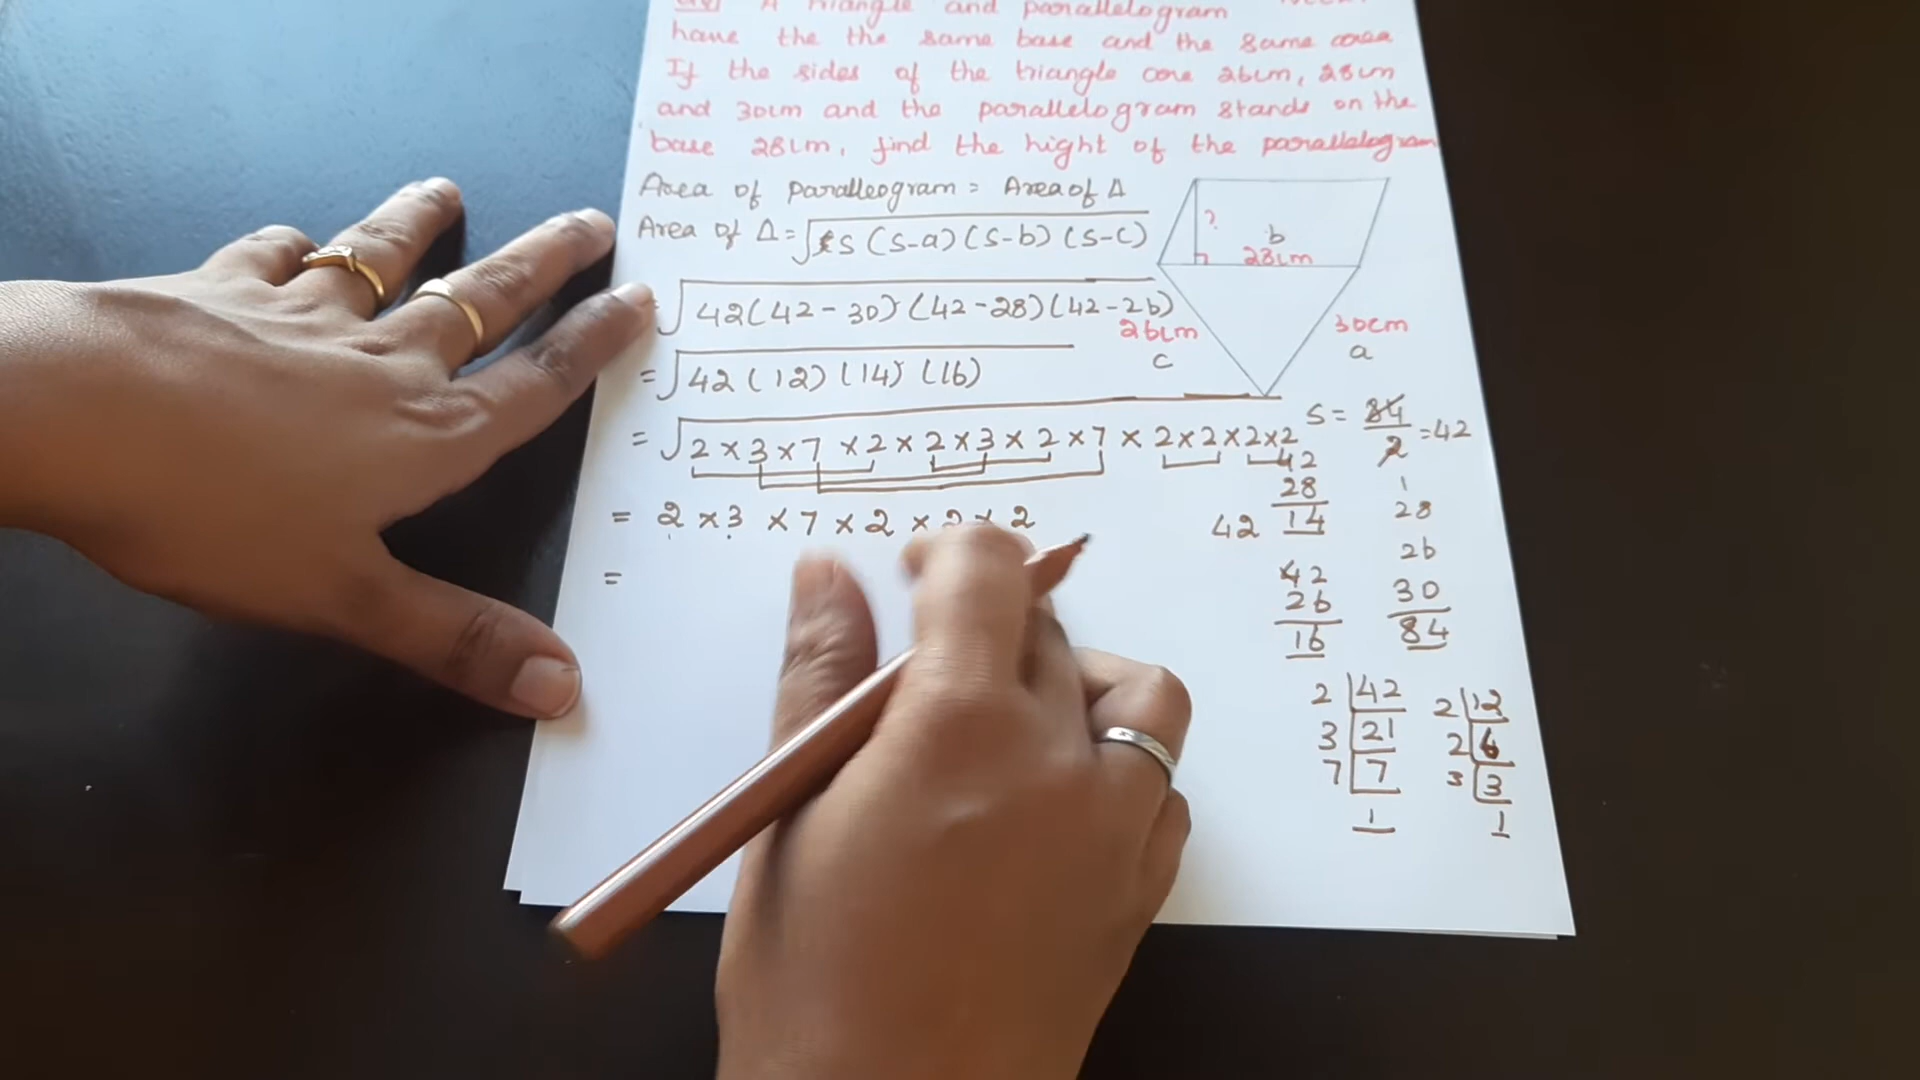 A triangle and parallelogram
have the the same base and the same area
If the sides of the triangle are 26cm, 28cm
and 30cm and the parallelogram stands on the
base 28cm, find the hight of the parallalogram
Area of paralleogram = Area of Δ
Area of Δ = √s (s-a) (s-b) (s-c)
= √42 (42 - 30) (42 - 28) (42 - 26)
= √42 (12) (14) (16)
= √2 × 3 × 7 × 2 × 2 × 3 × 2 × 7 × 2 × 2 × 2 × 2
= 2 × 3 × 7 × 2 × 2 × 2
=
?
b
28cm
26cm
c
30cm
a
S = 84/2 = 42
1
42
28
14
42
42
26
16
28
26
30
84
2 42
3 21
7 7
1
2 12
2 6
3 3
1